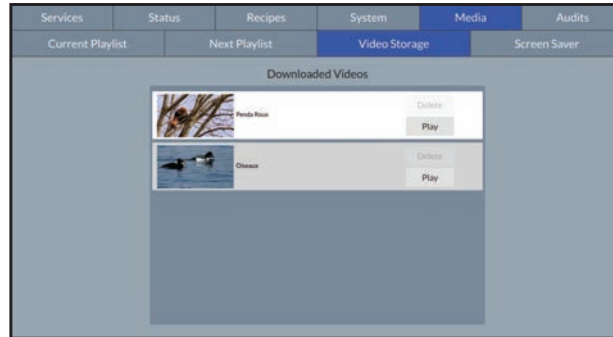 Services Status Recipes System Media Audits
Current Playlist Next Playlist Video Storage Screen Saver
Downloaded Videos
Delete
Panda Roux
Play
Delete
Oiseaux
Play